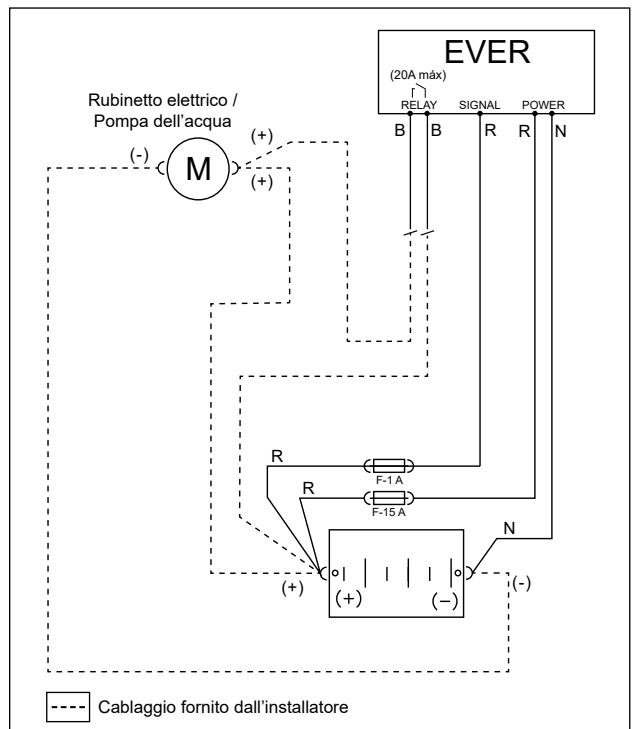 EVER
(20A máx)
RELAY SIGNAL POWER
B B R R N
Rubinetto elettrico /
Pompa dell'acqua
(+)
(-)
M
(+)
R
F-1 A
R
F-15 A
N
(+)
(-)
(+)
(-)
Cablaggio fornito dall'installatore